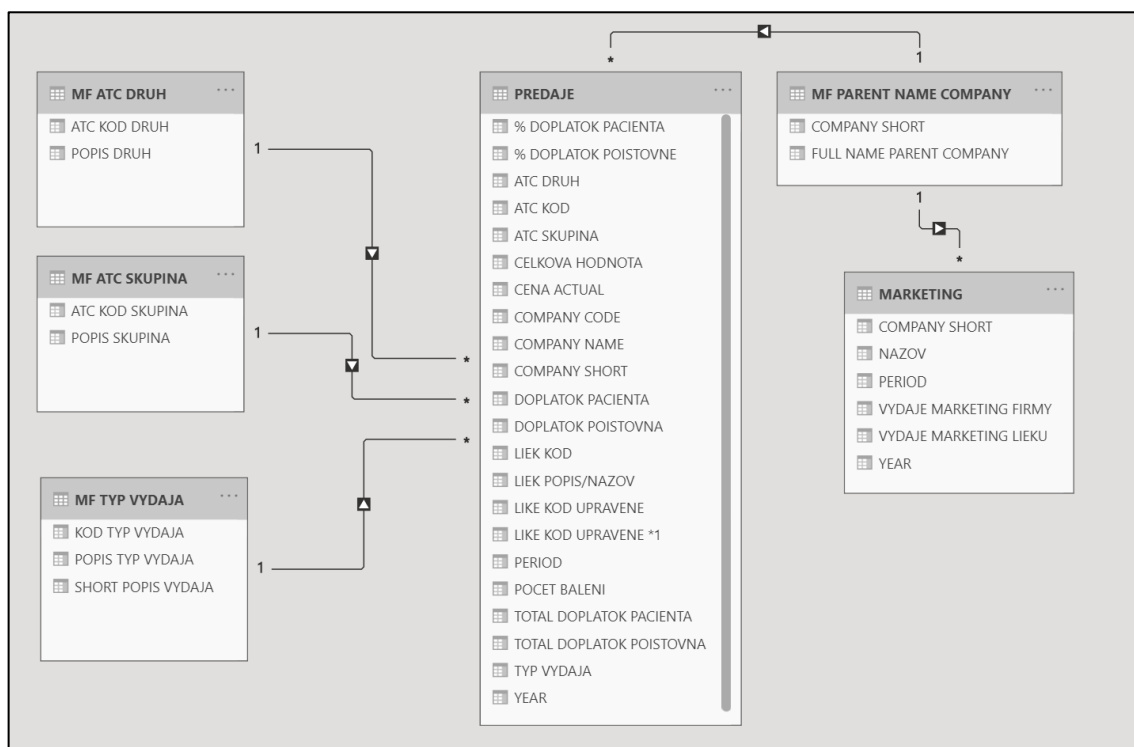 MF ATC DRUH
ATC KOD DRUH
POPIS DRUH
1
MF ATC SKUPINA
ATC KOD SKUPINA
POPIS SKUPINA
1
MF TYP VYDAJA
KOD TYP VYDAJA
POPIS TYP VYDAJA
SHORT POPIS VYDAJA
1
*
*
*
*
PREDAJE
% DOPLATOK PACIENTA
% DOPLATOK POISTOVNE
ATC DRUH
ATC KOD
ATC SKUPINA
CELKOVA HODNOTA
CENA ACTUAL
COMPANY CODE
COMPANY NAME
COMPANY SHORT
DOPLATOK PACIENTA
DOPLATOK POISTOVNA
LIEK KOD
LIEK POPIS/NAZOV
LIKE KOD UPRAVENE
LIKE KOD UPRAVENE *1
PERIOD
POCET BALENI
TOTAL DOPLATOK PACIENTA
TOTAL DOPLATOK POISTOVNA
TYP VYDAJA
YEAR
1
MF PARENT NAME COMPANY
COMPANY SHORT
FULL NAME PARENT COMPANY
1
*
MARKETING
COMPANY SHORT
NAZOV
PERIOD
VYDAJE MARKETING FIRMY
VYDAJE MARKETING LIEKU
YEAR